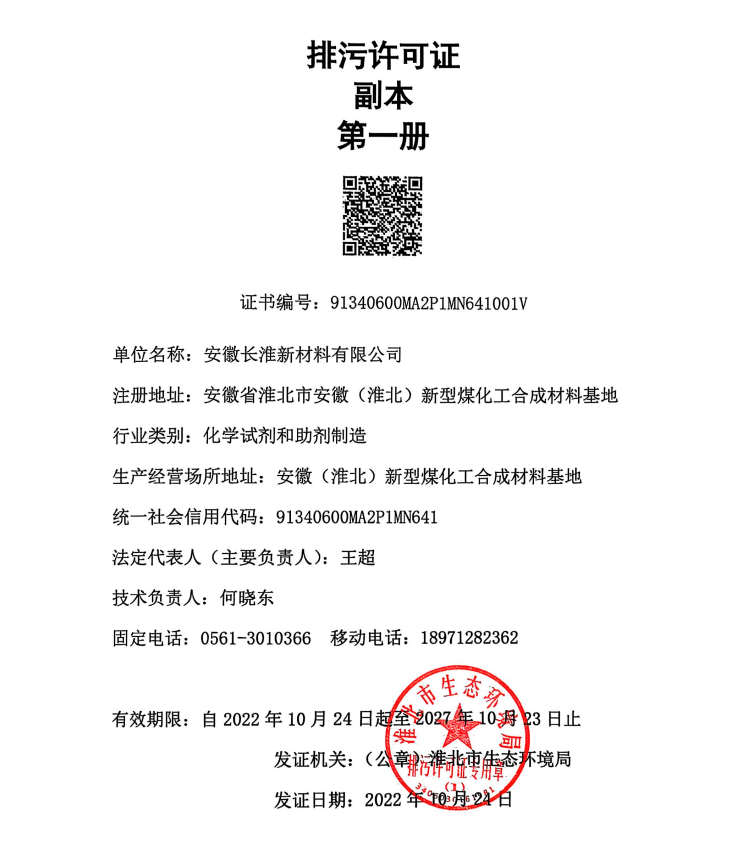 排污许可证
副本
第一册
证书编号：91340600MA2P1MN641001V
单位名称：安徽长淮新材料有限公司
注册地址：安徽省淮北市安徽（淮北）新型煤化工合成材料基地
行业类别：化学试剂和助剂制造
生产经营场所地址：安徽（淮北）新型煤化工合成材料基地
统一社会信用代码：91340600MA2P1MN641
法定代表人（主要负责人）：王超
技术负责人：何晓东
固定电话：0561-3010366 移动电话：18971282362
有效期限：自 2022 年 10 月 24 日起至 2027 年 10 月 23 日止
发证机关：（公章）淮北市生态环境局
发证日期：2022 年 10 月 24 日
淮北市生态环境局
排污许可证专用章
（1）